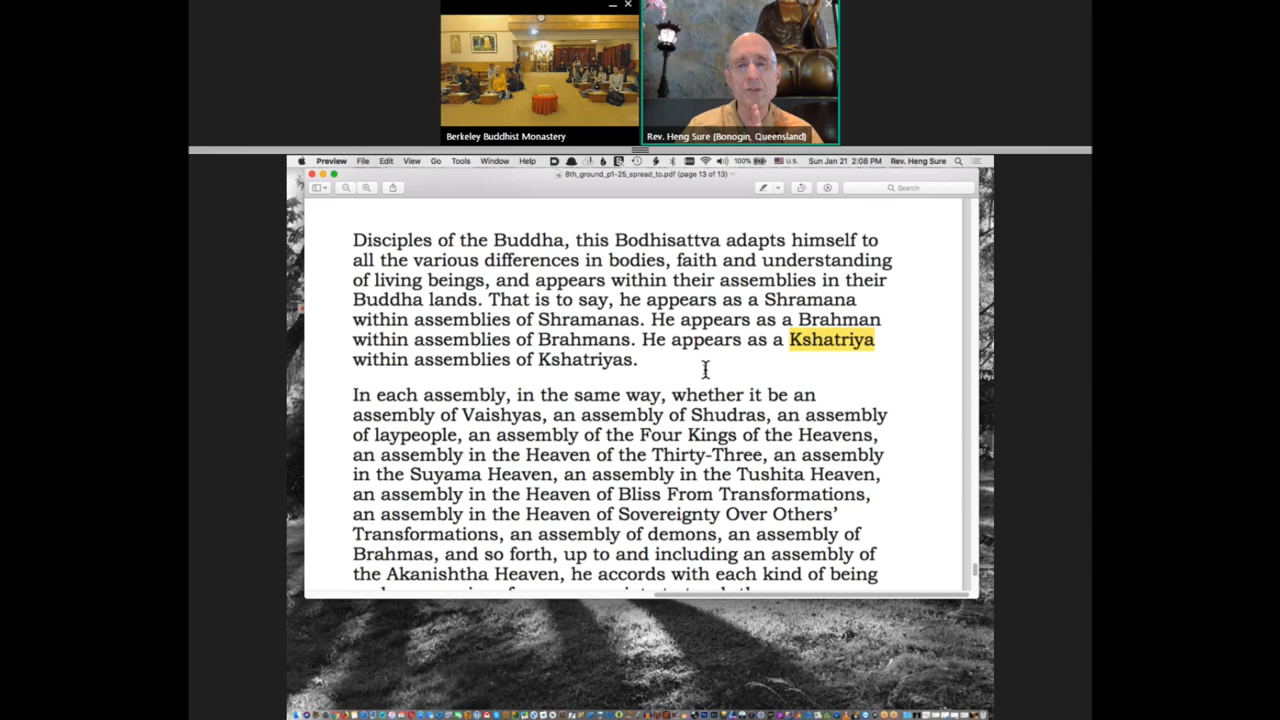 Berkeley Buddhist Monastery
Rev. Heng Sure (Bonogin, Queensland)
Preview File Edit View Go Tools Window Help 100% U.S. Sun Jan 21 2:08 PM Rev. Heng Sure
8th_ground_p1-25_spread_to.pdf (page 13 of 13)
Search
Disciples of the Buddha, this Bodhisattva adapts himself to
all the various differences in bodies, faith and understanding
of living beings, and appears within their assemblies in their
Buddha lands. That is to say, he appears as a Shramana
within assemblies of Shramanas. He appears as a Brahman
within assemblies of Brahmans. He appears as a Kshatriya
within assemblies of Kshatriyas.
In each assembly, in the same way, whether it be an
assembly of Vaishyas, an assembly of Shudras, an assembly
of laypeople, an assembly of the Four Kings of the Heavens,
an assembly in the Heaven of the Thirty-Three, an assembly
in the Suyama Heaven, an assembly in the Tushita Heaven,
an assembly in the Heaven of Bliss From Transformations,
an assembly in the Heaven of Sovereignty Over Others’
Transformations, an assembly of demons, an assembly of
Brahmas, and so forth, up to and including an assembly of
the Akanishtha Heaven, he accords with each kind of being